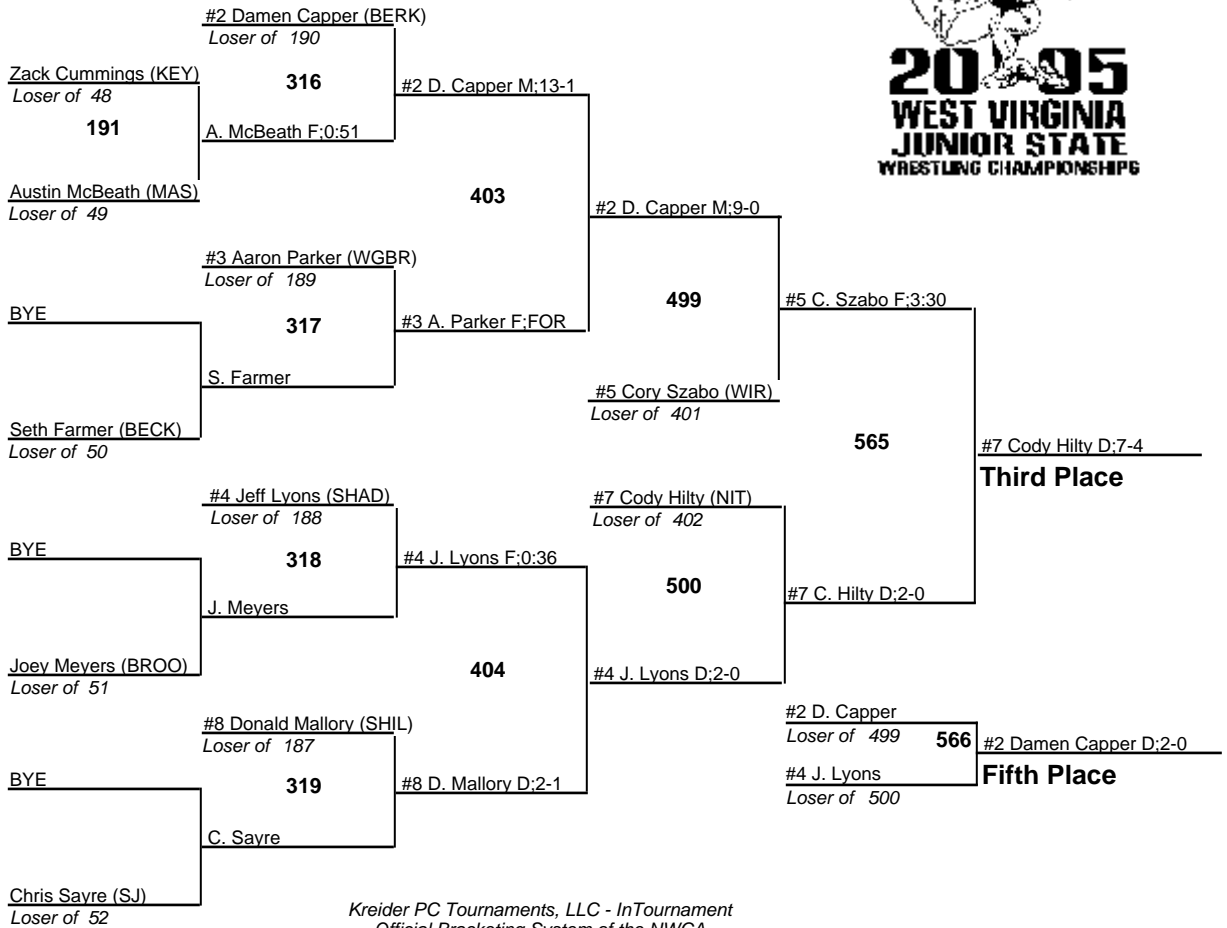 #2 Damen Capper (BERK)
Loser of 190
Zack Cummings (KEY)
Loser of 48
316
#2 D. Capper M;13-1
191
A. McBeath F;0:51
Austin McBeath (MAS)
Loser of 49
403
#2 D. Capper M;9-0
#3 Aaron Parker (WGBR)
Loser of 189
BYE
317
#3 A. Parker F;FOR
499
#5 C. Szabo F;3:30
S. Farmer
#5 Cory Szabo (WIR)
Loser of 401
Seth Farmer (BECK)
Loser of 50
565
#7 Cody Hilty D;7-4
Third Place
#4 Jeff Lyons (SHAD)
Loser of 188
#7 Cody Hilty (NIT)
Loser of 402
BYE
318
#4 J. Lyons F;0:36
500
J. Meyers
#7 C. Hilty D;2-0
Joey Meyers (BROO)
Loser of 51
404
#4 J. Lyons D;2-0
#8 Donald Mallory (SHIL)
Loser of 187
#2 D. Capper
Loser of 499
566
#2 Damen Capper D;2-0
BYE
319
#8 D. Mallory D;2-1
#4 J. Lyons
Loser of 500
Fifth Place
C. Sayre
Chris Sayre (SJ)
Loser of 52
Kreider PC Tournaments, LLC - InTournament
Official Bracketing System of the NWCA
20 05
WEST VIRGINIA
JUNIOR STATE
WRESTLING CHAMPIONSHIPS